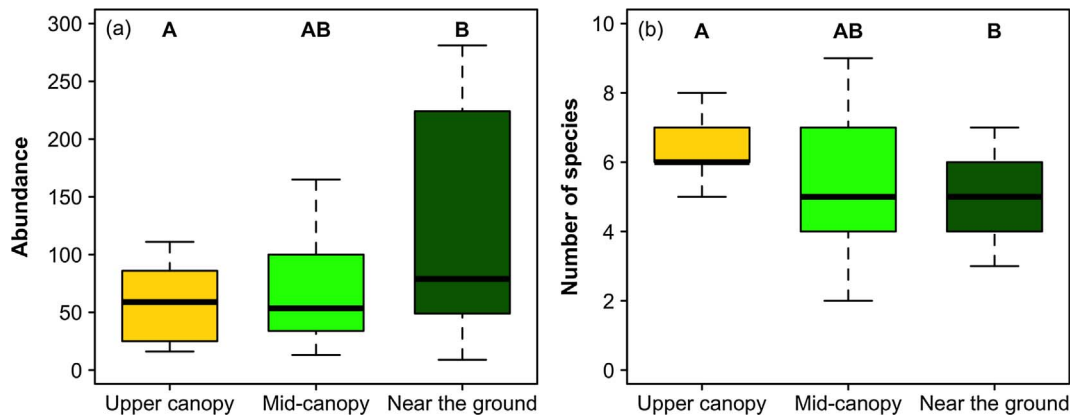 (a)
A
AB
B
300
250
200
150
100
50
0
Abundance
Upper canopy
Mid-canopy
Near the ground
(b)
A
AB
B
10
8
6
4
2
0
Number of species
Upper canopy
Mid-canopy
Near the ground